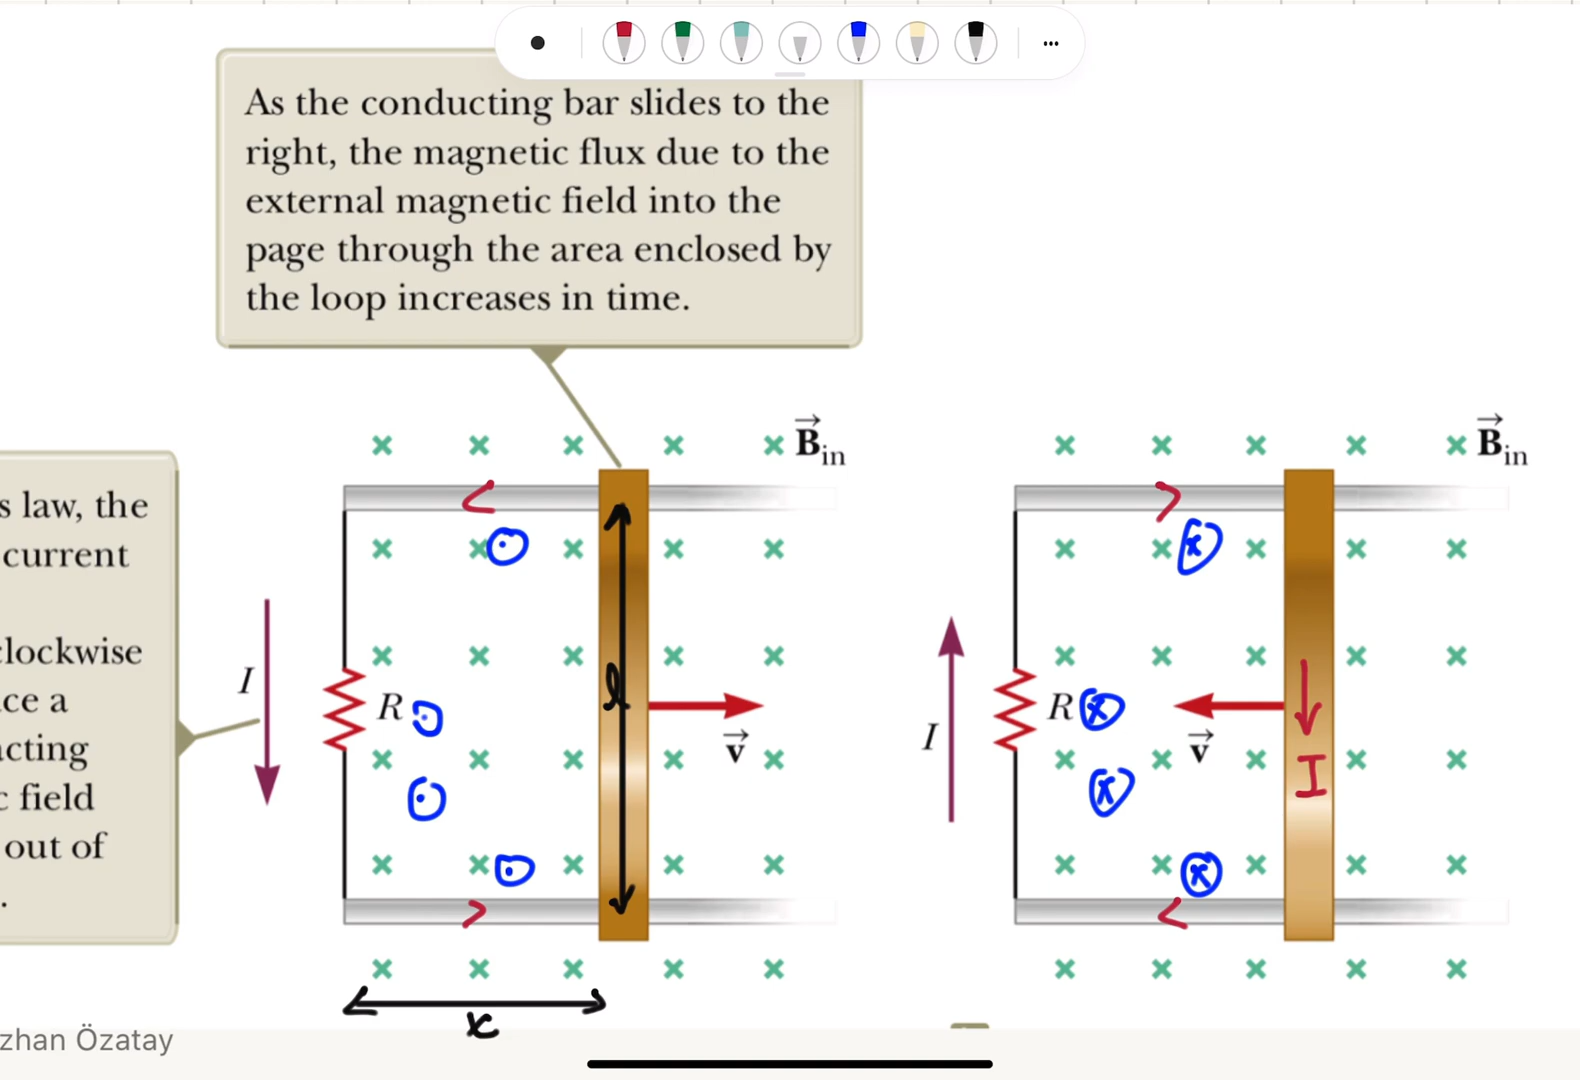 As the conducting bar slides to the
right, the magnetic flux due to the
external magnetic field into the
page through the area enclosed by
the loop increases in time.
s law, the
current
clockwise
ce a
acting
c field
out of
.
I
R
l
v
B in
x
I
R
v
I
B in
zhan Özatay